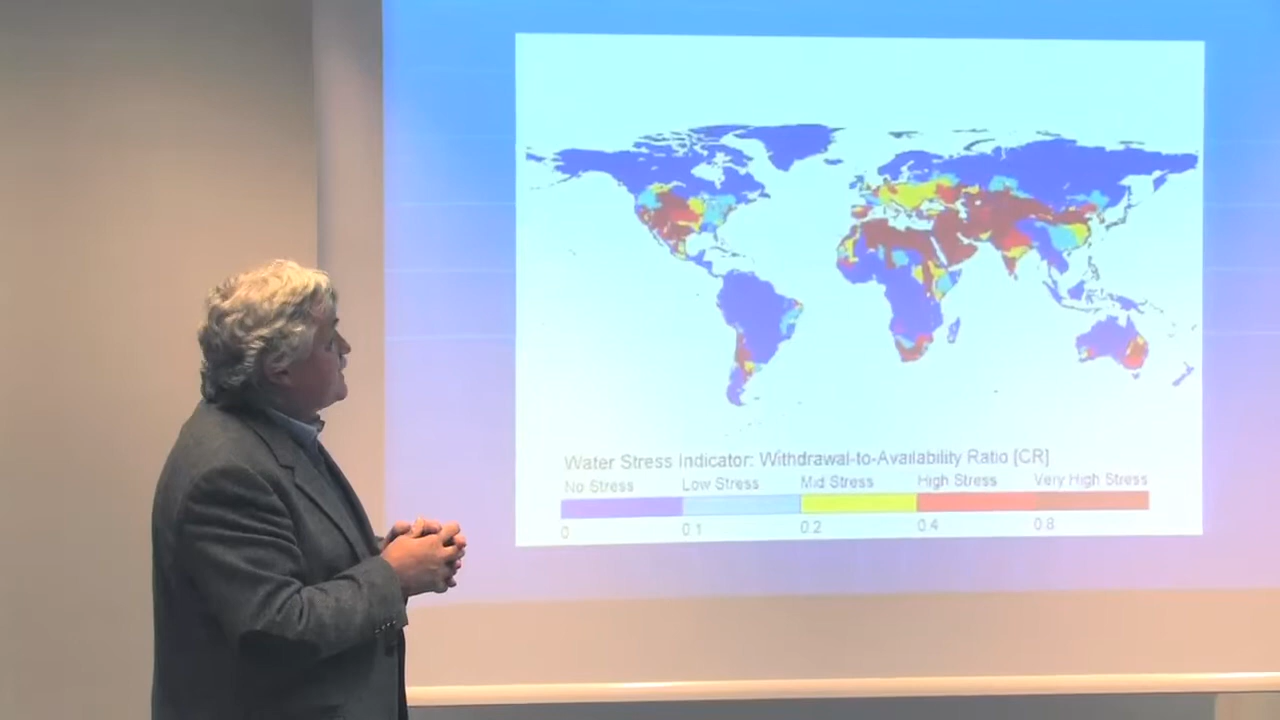 Water Stress Indicator: Withdrawal-to-Availability Ratio [CR]
No Stress Low Stress Mid Stress High Stress Very High Stress
0 0.1 0.2 0.4 0.8